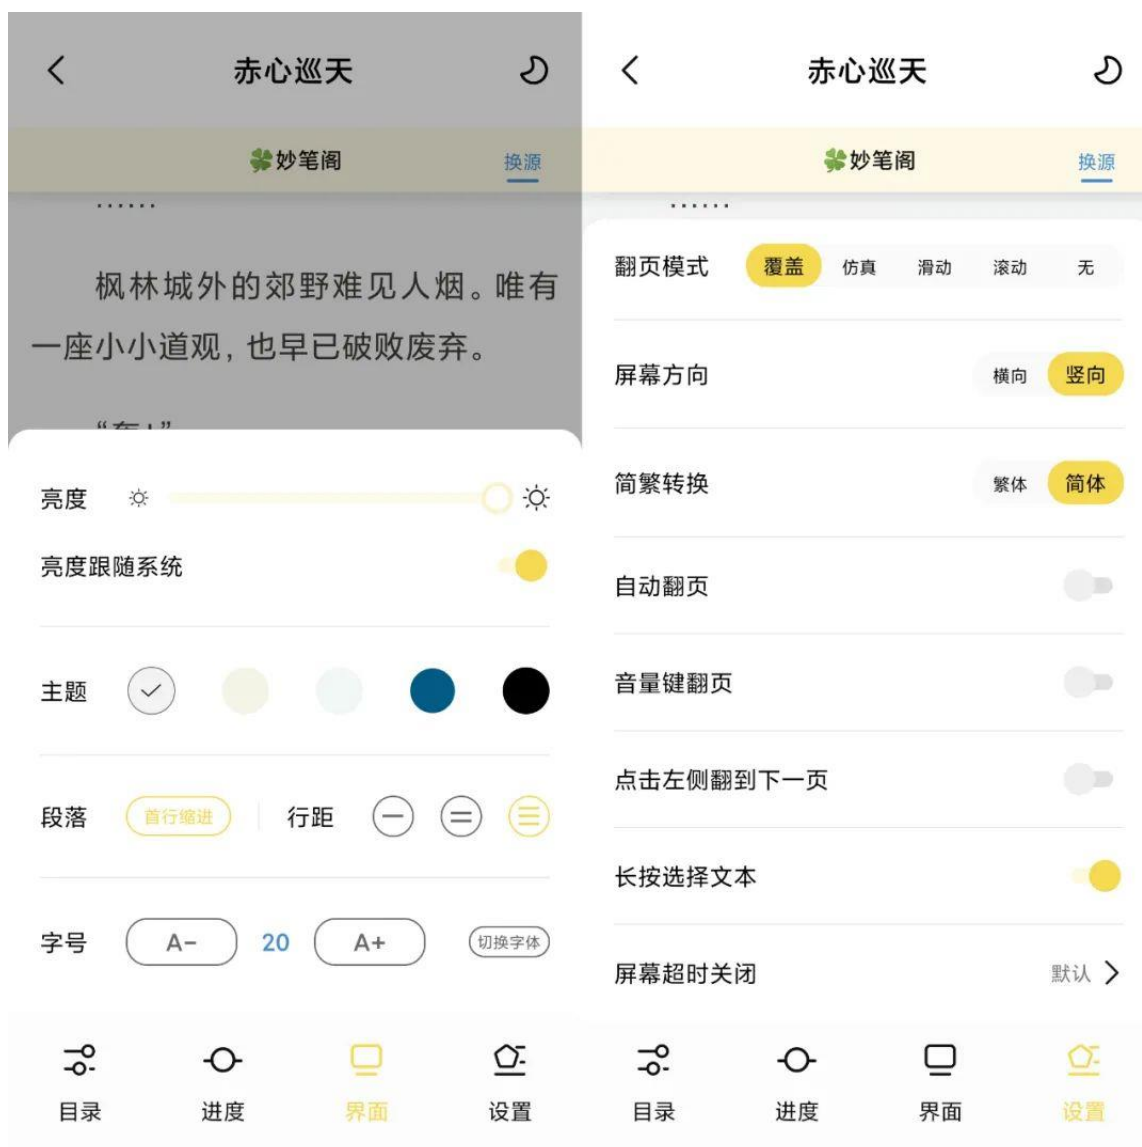 赤心巡天
妙笔阁
换源
......
枫林城外的郊野难见人烟。唯有
一座小小道观，也早已破败废弃。
亮度
亮度跟随系统
主题
段落 首行缩进 行距
字号 A- 20 A+ 切换字体
目录 进度 界面 设置
赤心巡天
妙笔阁
换源
......
翻页模式 覆盖 仿真 滑动 滚动 无
屏幕方向 横向 竖向
简繁转换 繁体 简体
自动翻页
音量键翻页
点击左侧翻到下一页
长按选择文本
屏幕超时关闭 默认
目录 进度 界面 设置